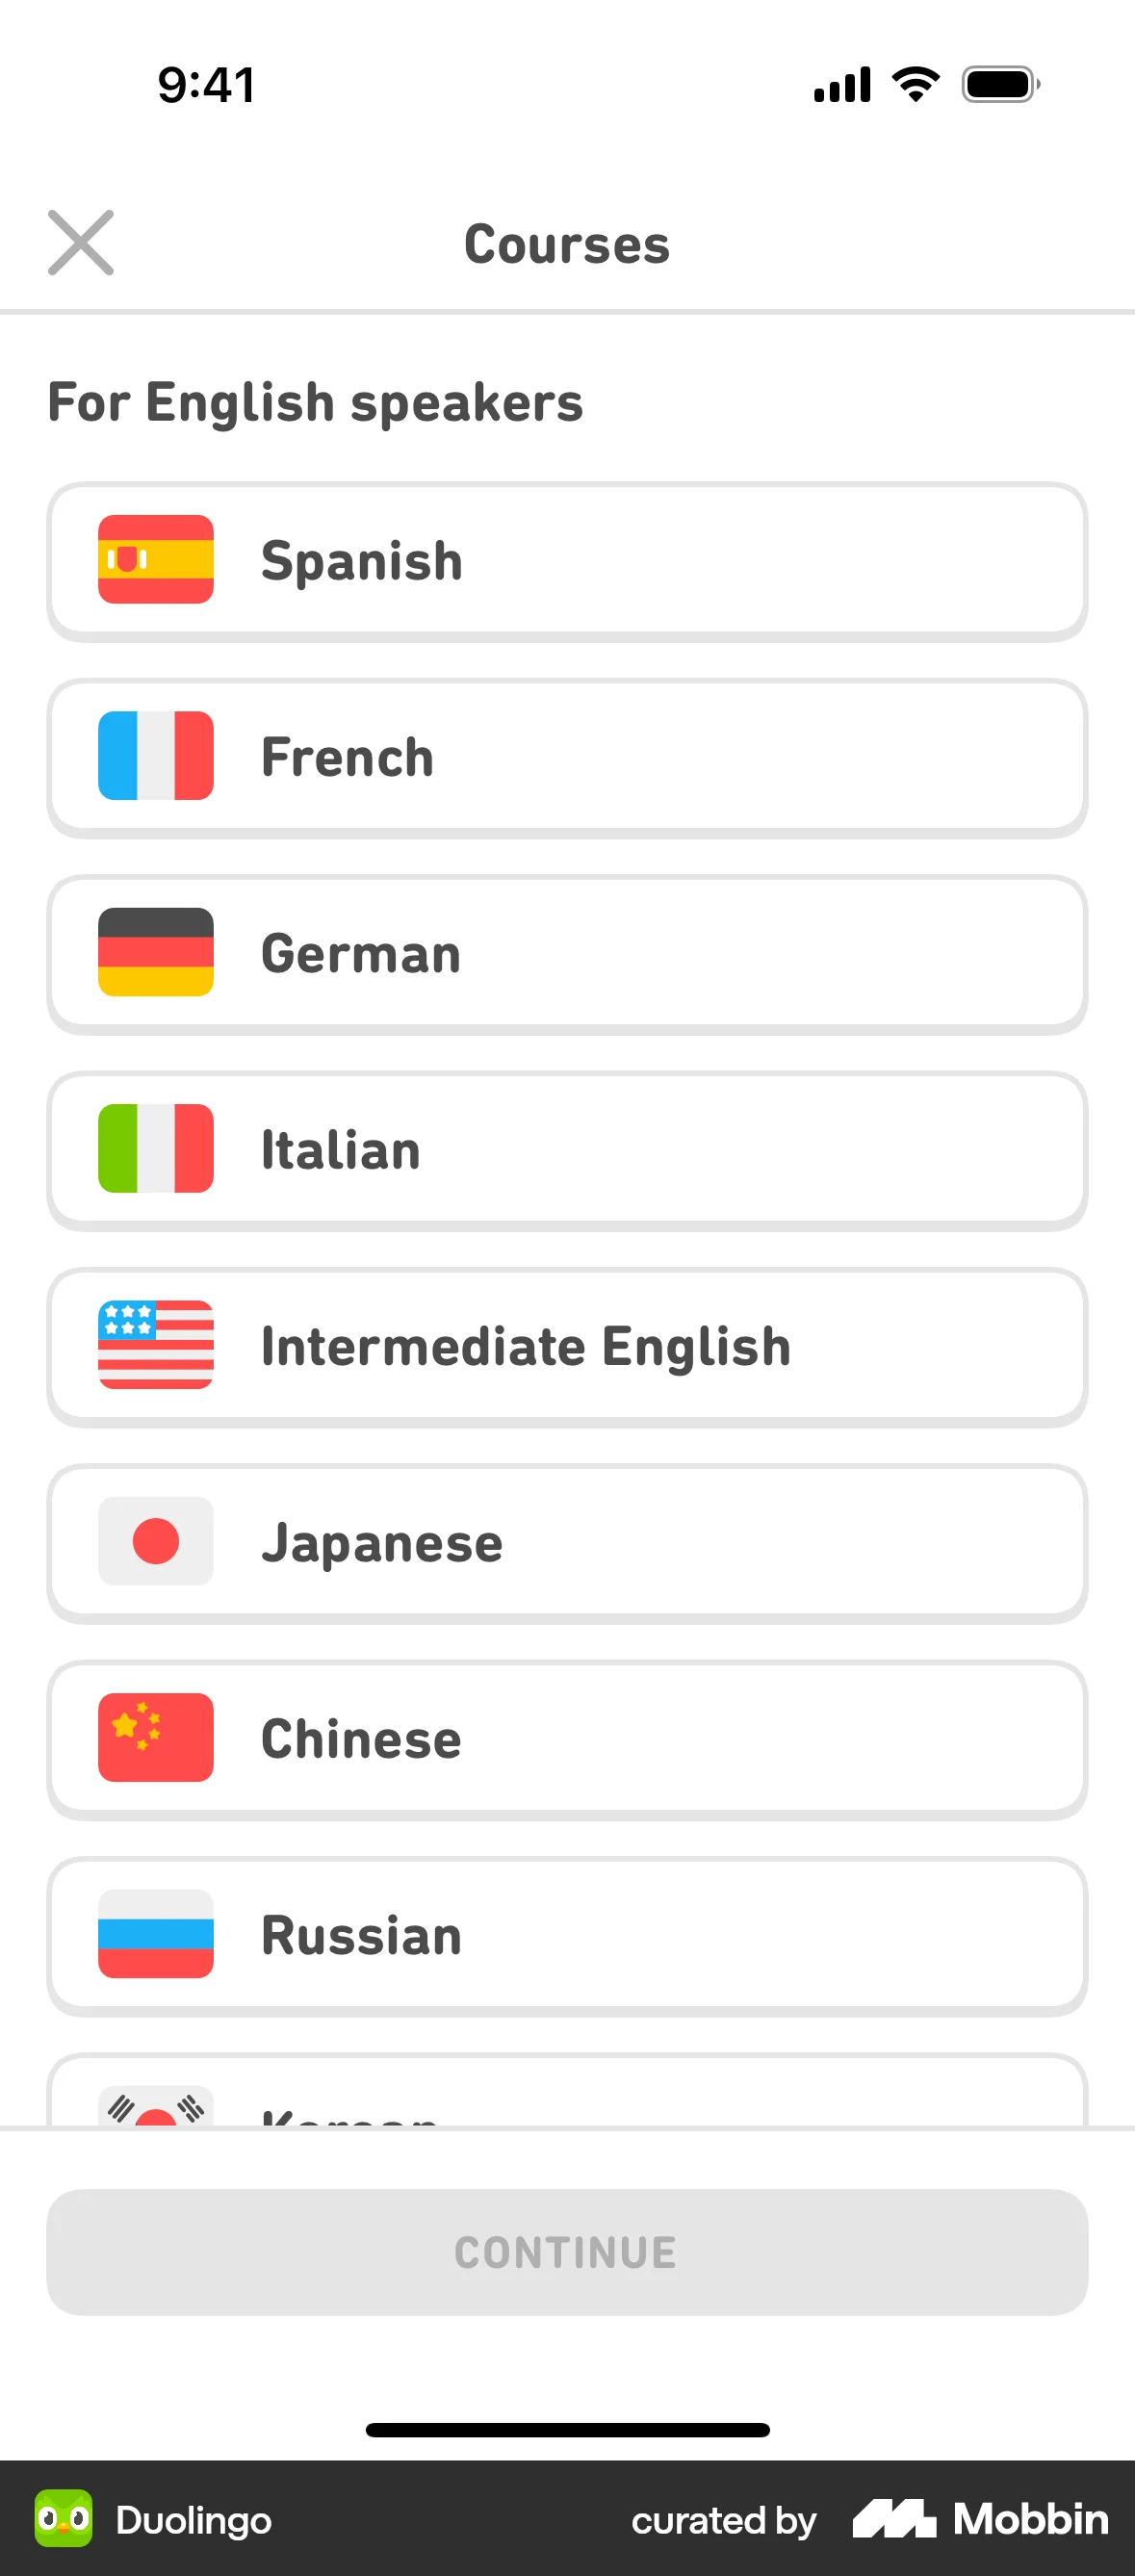 9:41
Courses
For English speakers
Spanish
French
German
Italian
Intermediate English
Japanese
Chinese
Russian
Korean
CONTINUE
Duolingo
curated by Mobbin